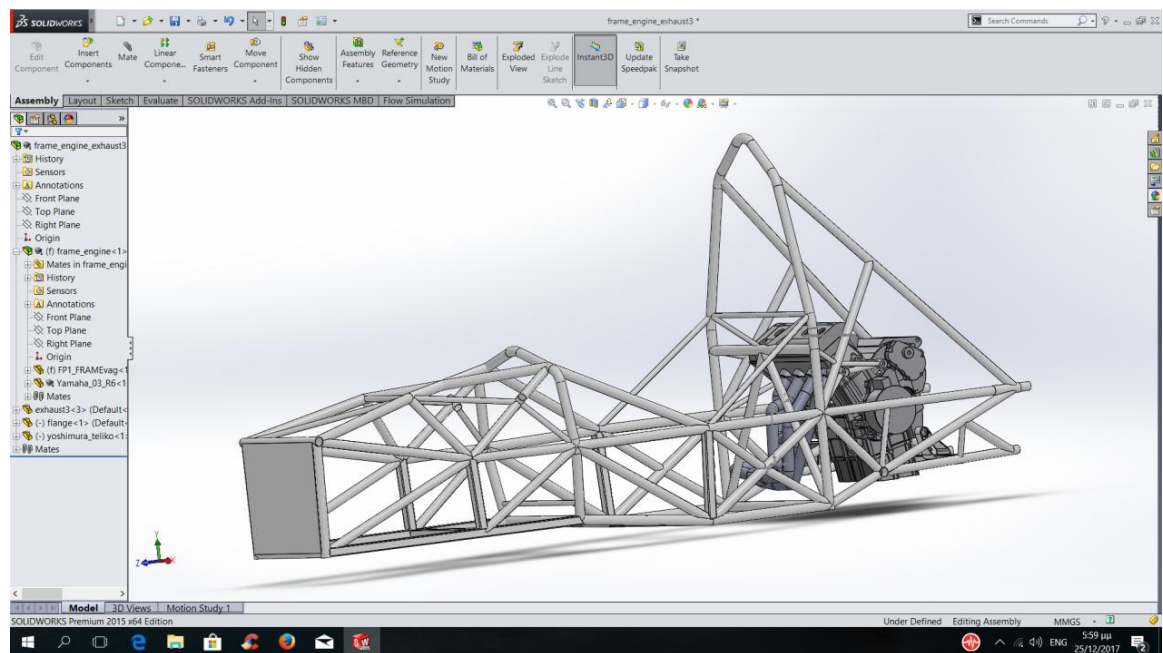 SOLIDWORKS
frame_engine_exhaust3 *
Search Commands
Edit Component
Insert Components
Mate
Linear Compone...
Smart Fasteners
Move Component
Show Hidden Components
Assembly Features
Reference Geometry
New Motion Study
Bill of Materials
Exploded View
Explode Line Sketch
Instant3D
Update Speedpak
Take Snapshot
Assembly Layout Sketch Evaluate SOLIDWORKS Add-Ins SOLIDWORKS MBD Flow Simulation
frame_engine_exhaust3
History
Sensors
Annotations
Front Plane
Top Plane
Right Plane
Origin
(f) frame_engine<1>
Mates in frame_engi
History
Sensors
Annotations
Front Plane
Top Plane
Right Plane
Origin
(f) FP1_FRAMEvag<1
Yamaha_03_R6<1
Mates
exhaust3<3> (Default<
(-) flange<1> (Default<
(-) yoshimura_teliko<1>
Mates
Y
Z
X
Model 3D Views Motion Study 1
SOLIDWORKS Premium 2015 x64 Edition
Under Defined Editing Assembly MMGS
ENG
5:59 μμ
25/12/2017